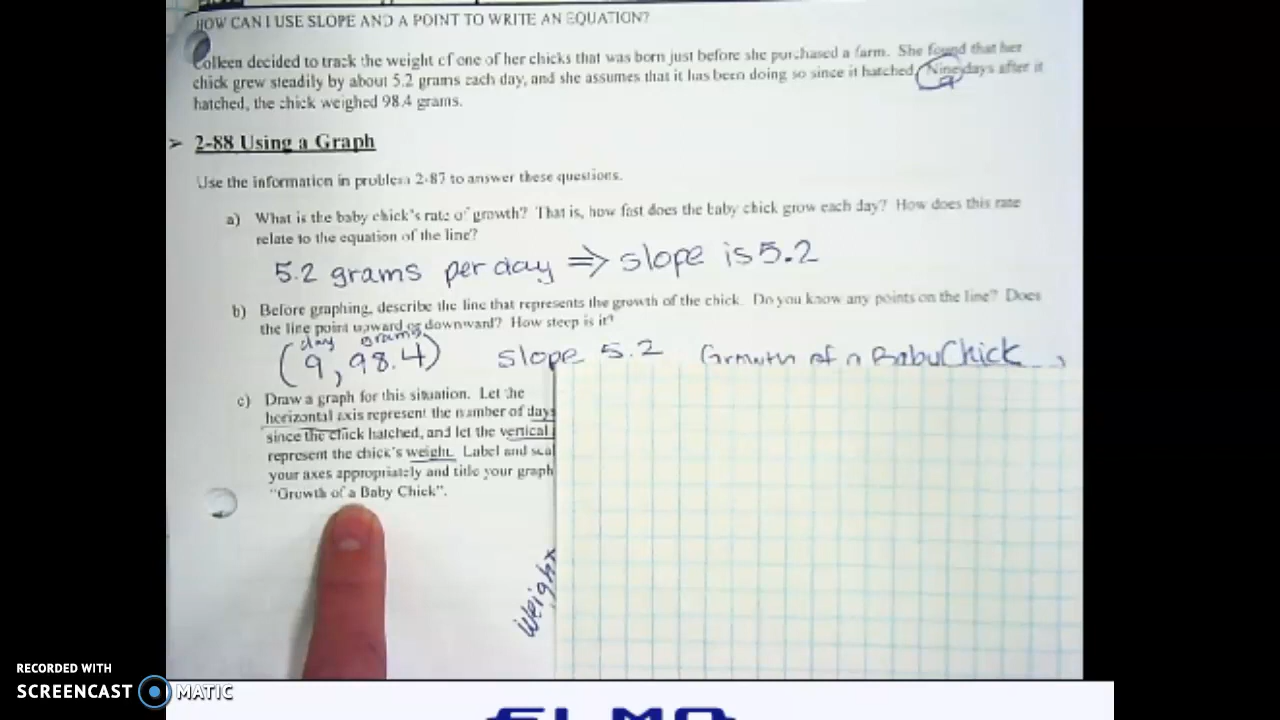 HOW CAN I USE SLOPE AND A POINT TO WRITE AN EQUATION?
Colleen decided to track the weight of one of her chicks that was born just before she purchased a farm. She found that her
chick grew steadily by about 5.2 grams each day, and she assumes that it has been doing so since it hatched. Nine days after it
hatched, the chick weighed 98.4 grams.
➢ 2-88 Using a Graph
Use the information in problem 2-87 to answer these questions.
a) What is the baby chick's rate of growth? That is, how fast does the baby chick grow each day? How does this rate
relate to the equation of the line?
5.2 grams per day ⇒ slope is 5.2
b) Before graphing, describe the line that represents the growth of the chick. Do you know any points on the line? Does
the line point upward or downward? How steep is it?
day grams
(9, 98.4) slope 5.2 Growth of a Baby Chick
c) Draw a graph for this situation. Let the
horizontal axis represent the number of days
since the chick hatched, and let the vertical
represent the chick's weight. Label and scal
your axes appropriately and title your graph
"Growth of a Baby Chick".
Weight
RECORDED WITH
SCREENCAST MATIC
ELMO